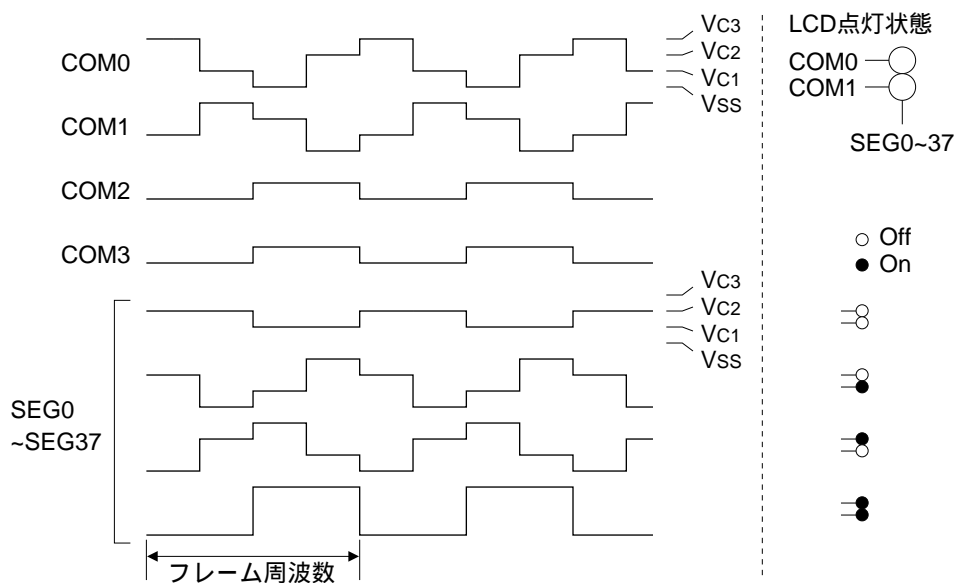 COM0
COM1
COM2
COM3
SEG0
~SEG37
VC3
VC2
VC1
VSS
VC3
VC2
VC1
VSS
フレーム周波数
LCD点灯状態
COM0
COM1
SEG0~37
Off
On